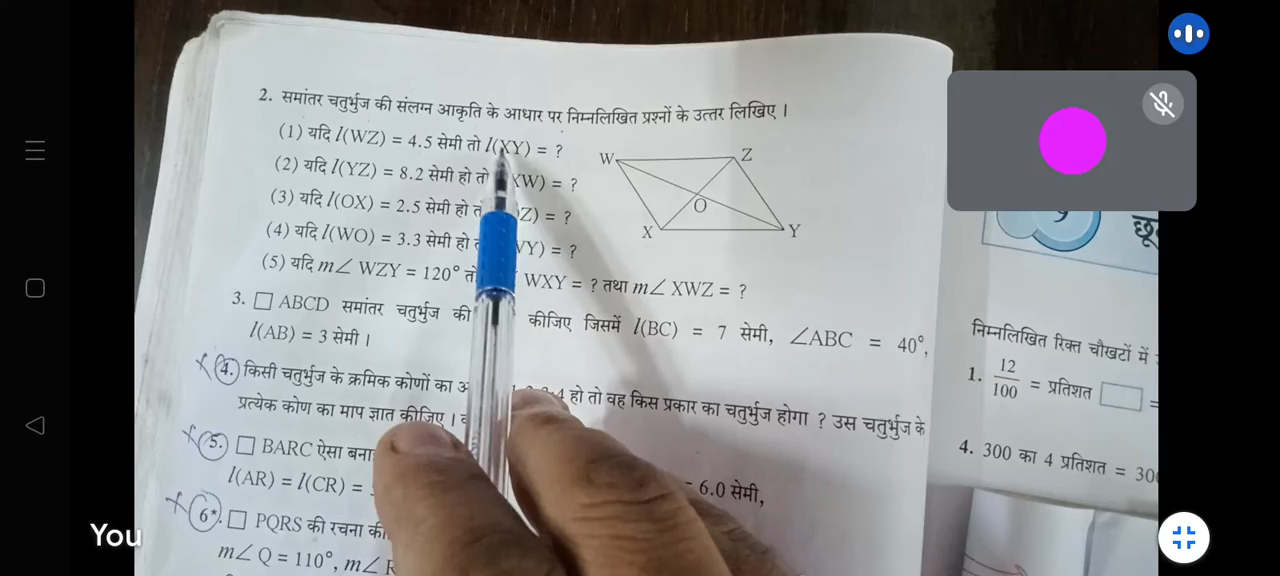 2. समांतर चतुर्भुज की संलग्न आकृति के आधार पर निम्नलिखित प्रश्नों के उत्तर लिखिए।
(1) यदि l(WZ) = 4.5 सेमी तो l(XY) = ?
(2) यदि l(YZ) = 8.2 सेमी हो तो XW) = ?
(3) यदि l(OX) = 2.5 सेमी हो Z) = ?
(4) यदि l(WO) = 3.3 सेमी हो Y) = ?
(5) यदि m∠ WZY = 120° तो WXY = ? तथा m∠ XWZ = ?
W Z
O
X Y
3. □ ABCD समांतर चतुर्भुज की कीजिए जिसमें l(BC) = 7 सेमी, ∠ABC = 40°,
l(AB) = 3 सेमी।
4. किसी चतुर्भुज के क्रमिक कोणों का हो तो वह किस प्रकार का चतुर्भुज होगा ? उस चतुर्भुज के
प्रत्येक कोण का माप ज्ञात कीजिए।
5. □ BARC ऐसा
l(AR) = l(CR) = 6.0 सेमी,
6*. □ PQRS की रचना
m∠ Q = 110°, m∠
निम्नलिखित रिक्त चौखटों में
1. 12/100 = प्रतिशत □ =
4. 300 का 4 प्रतिशत =
You